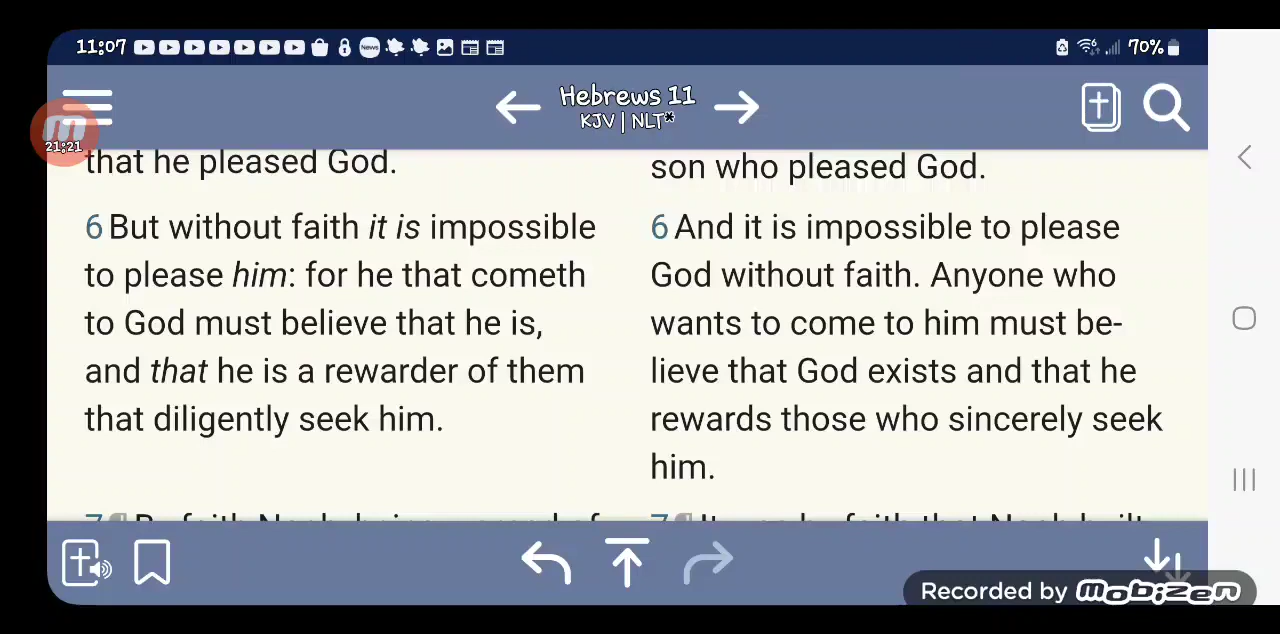 11:07
News
70%
Hebrews 11
KJV | NLT*
21:21
that he pleased God.
6 But without faith it is impossible
to please him: for he that cometh
to God must believe that he is,
and that he is a rewarder of them
that diligently seek him.
son who pleased God.
6 And it is impossible to please
God without faith. Anyone who
wants to come to him must be-
lieve that God exists and that he
rewards those who sincerely seek
him.
Recorded by Mobizen